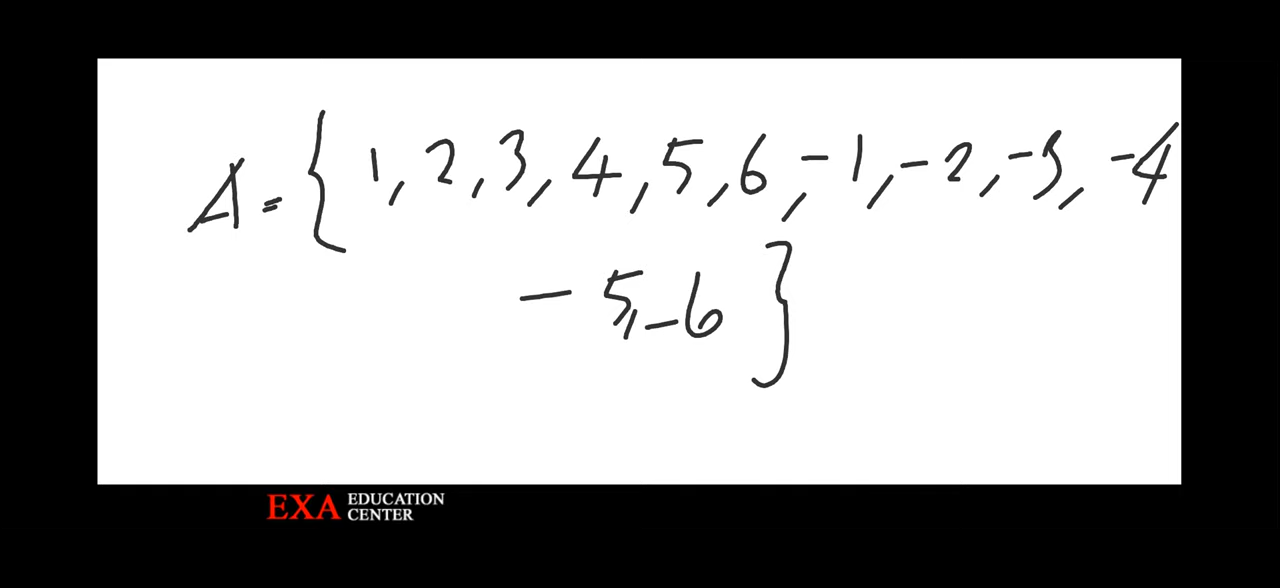 A = { 1, 2, 3, 4, 5, 6, -1, -2, -3, -4
- 5, -6 }
EXA EDUCATION CENTER